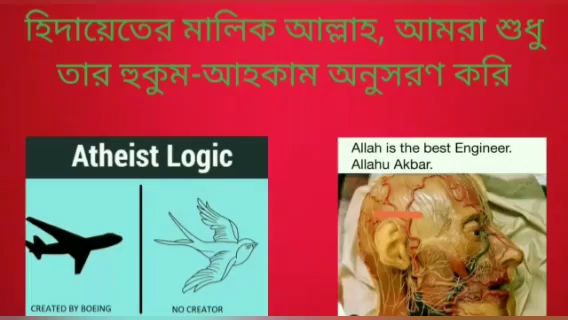 হিদায়েতের মালিক আল্লাহ, আমরা শুধু
তার হুকুম-আহকাম অনুসরণ করি
Atheist Logic
CREATED BY BOEING
NO CREATOR
Allah is the best Engineer.
Allahu Akbar.